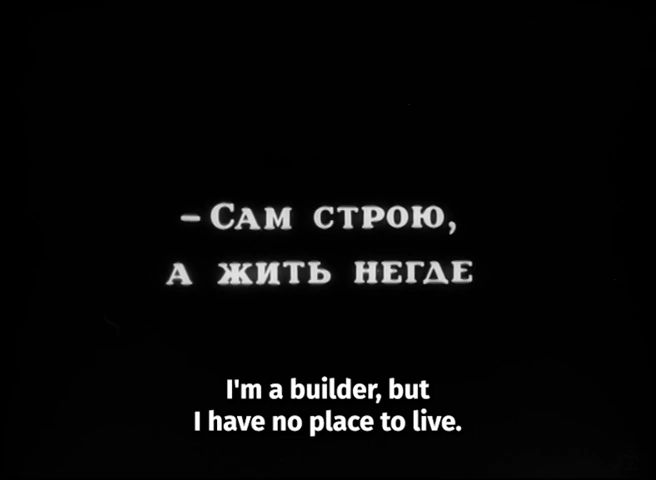 – Сам строю,
а жить негде
I'm a builder, but
I have no place to live.